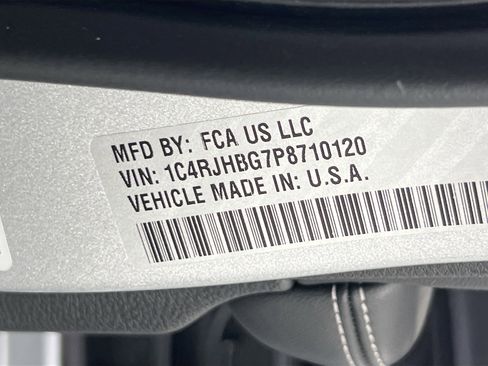 MFD BY: FCA US LLC
VIN: 1C4RJHBG7P8710120
VEHICLE MADE IN: U.S.A.